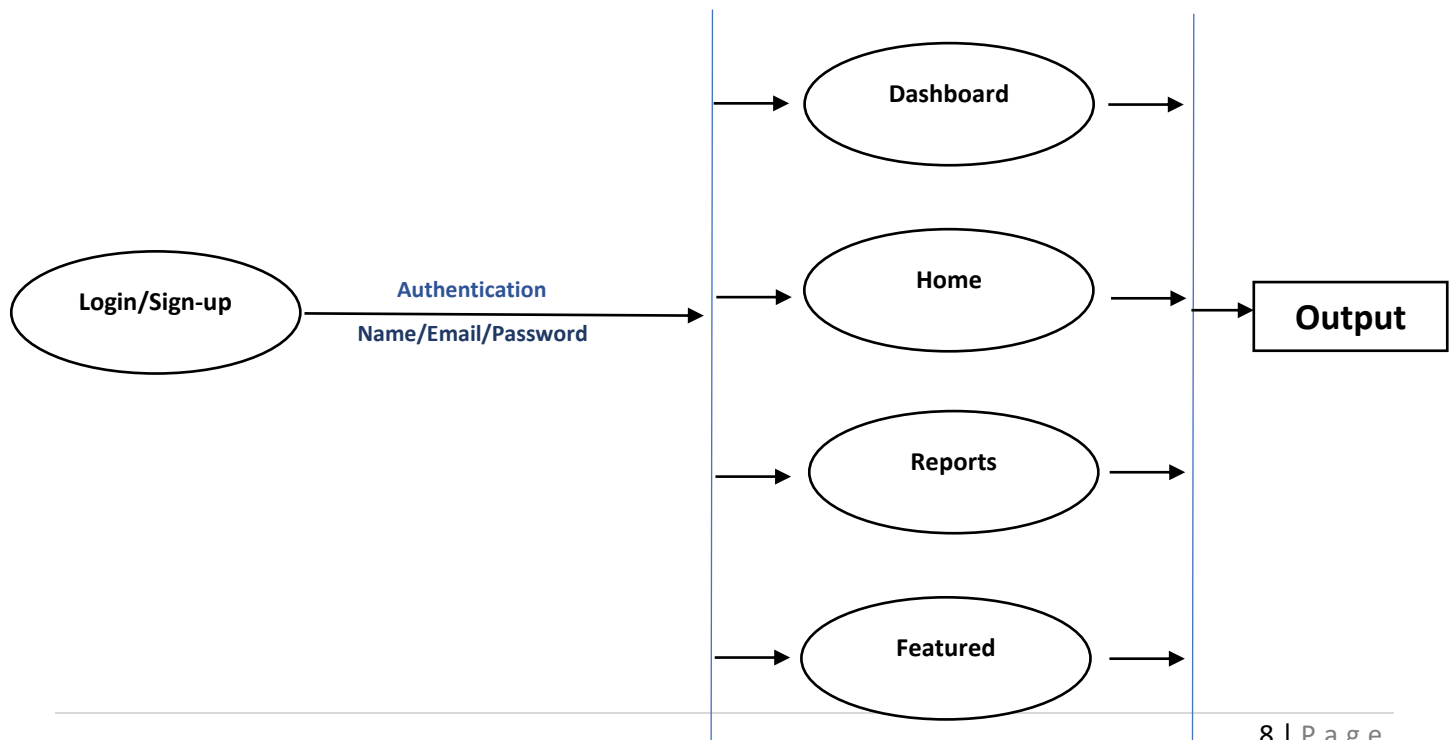 Dashboard
Login/Sign-up
Authentication
Name/Email/Password
Home
Output
Reports
Featured
8 | Page